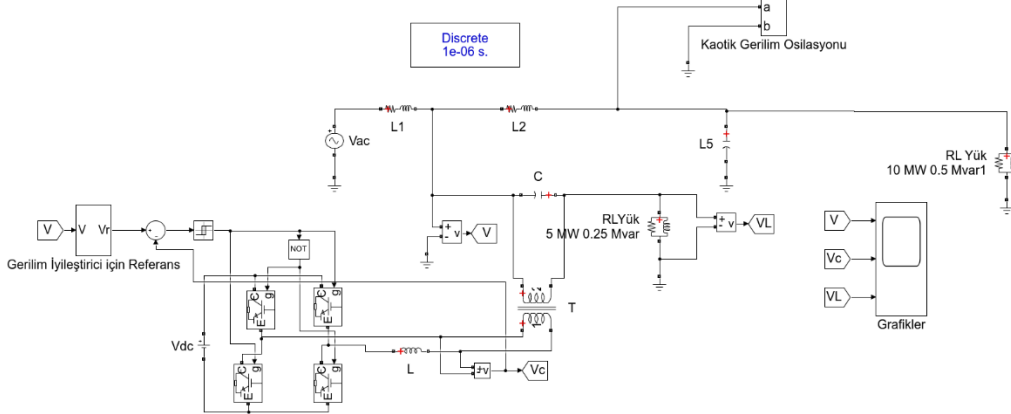 a
b
Kaotik Gerilim Osilasyonu
Discrete
1e-06 s.
Vac
L1
L2
L5
RL Yük
10 MW 0.5 Mvar1
C
V
V
Vr
Gerilim İyileştirici için Referans
NOT
+
-
v
V
RLYük
5 MW 0.25 Mvar
+
-
v
VL
V
Vc
VL
Grafikler
T
C
g
E
C
g
E
Vdc
C
g
E
C
g
E
L
+
-
v
Vc